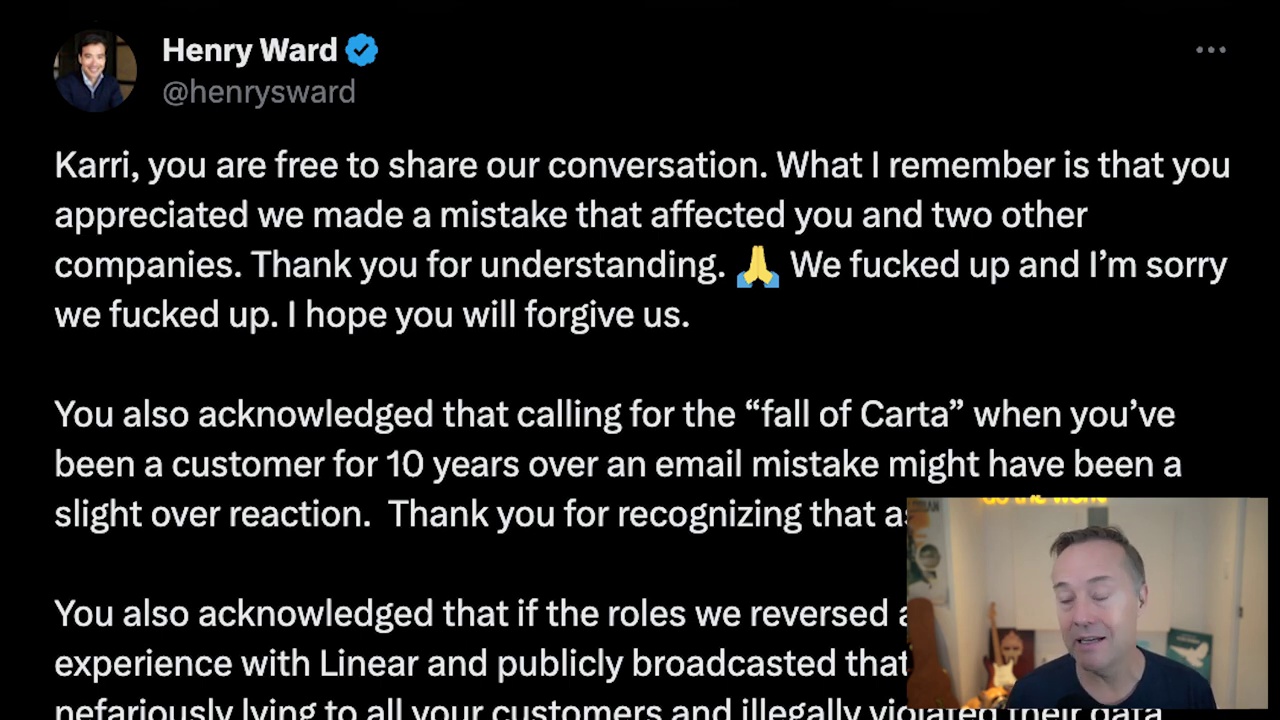 Henry Ward
@henrysward
Karri, you are free to share our conversation. What I remember is that you
appreciated we made a mistake that affected you and two other
companies. Thank you for understanding. 🙏 We fucked up and I’m sorry
we fucked up. I hope you will forgive us.
You also acknowledged that calling for the “fall of Carta” when you’ve
been a customer for 10 years over an email mistake might have been a
slight over reaction.  Thank you for recognizing that
You also acknowledged that if the roles we reversed
experience with Linear and publicly broadcasted that
nefariously lying to all your customers and illegally violated their data
do the work